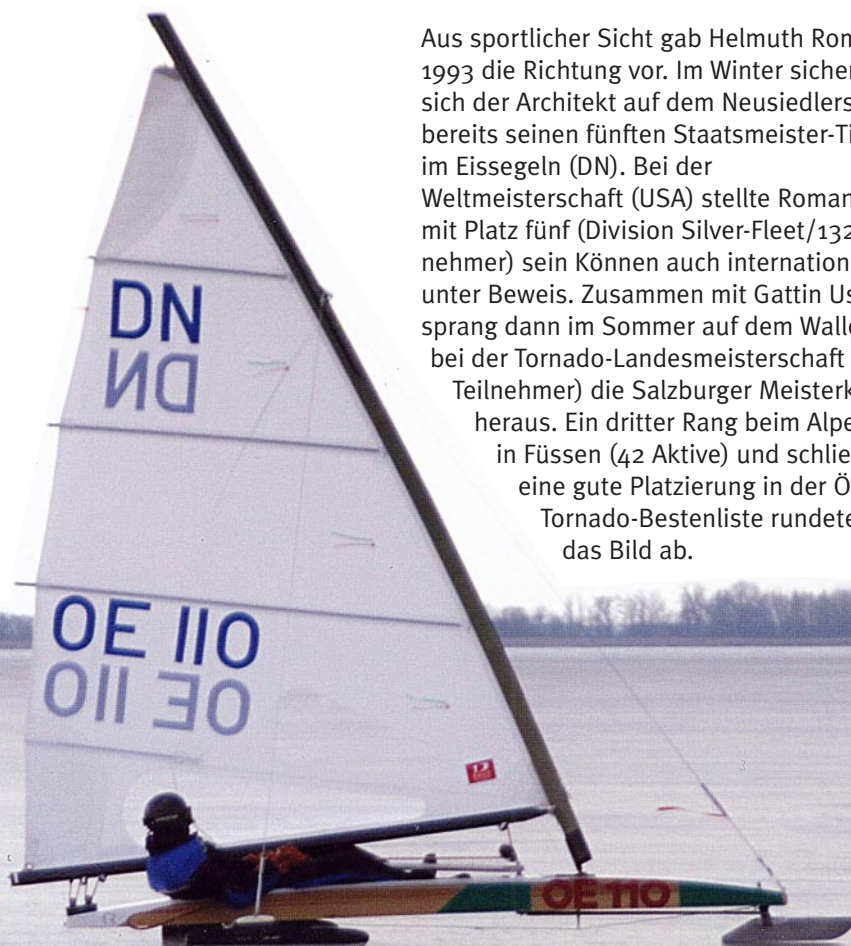 Aus sportlicher Sicht gab Helmuth Rom
1993 die Richtung vor. Im Winter sicher
sich der Architekt auf dem Neusiedlers
bereits seinen fünften Staatsmeister-Ti
im Eissegeln (DN). Bei der
Weltmeisterschaft (USA) stellte Roman
mit Platz fünf (Division Silver-Fleet/132
nehmer) sein Können auch internation
unter Beweis. Zusammen mit Gattin Us
sprang dann im Sommer auf dem Walle
bei der Tornado-Landesmeisterschaft
Teilnehmer) die Salzburger Meisterk
heraus. Ein dritter Rang beim Alpe
in Füssen (42 Aktive) und schlie
eine gute Platzierung in der Ö
Tornado-Bestenliste rundete
das Bild ab.
DN
DN
OE 110
OE 110
OE 110